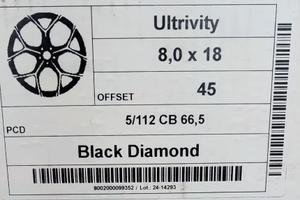 Ultrivity
8,0 x 18
OFFSET 45
PCD 5/112 CB 66,5
Black Diamond
8002000099352 / Lot.: 24-14293